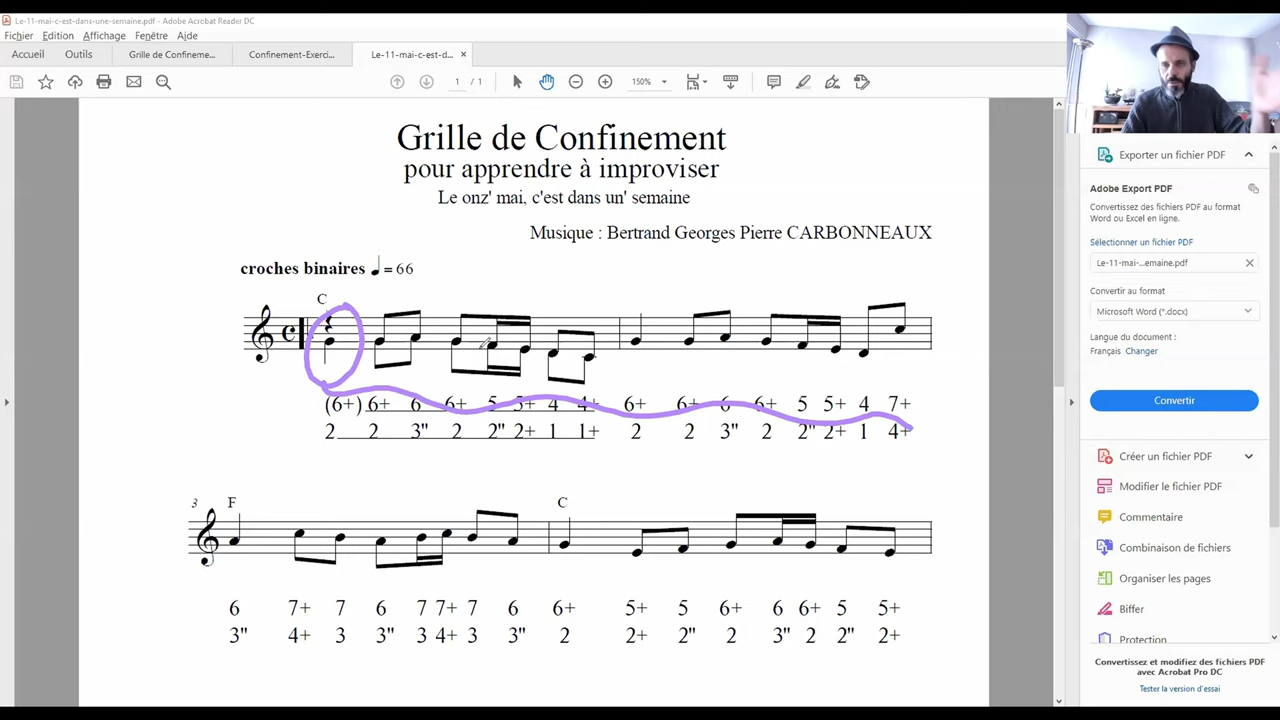 Le-11-mai-c-est-dans-une-semaine.pdf - Adobe Acrobat Reader DC
Fichier Edition Affichage Fenêtre Aide
Accueil Outils Grille de Confineme... Confinement-Exerci... Le-11-mai-c-est-d... ×
1 / 1 150%
Grille de Confinement
pour apprendre à improviser
Le onz' mai, c'est dans un' semaine
Musique : Bertrand Georges Pierre CARBONNEAUX
croches binaires = 66
C
(6+) 6+ 6 6+ 5 5+ 4 4+ 6+ 6+ 6 6+ 5 5+ 4 7+
2 2 3" 2 2" 2+ 1 1+ 2 2 3" 2 2" 2+ 1 4+
3 F C
6 7+ 7 6 7 7+ 7 6 6+ 5+ 5 6+ 6 6+ 5 5+
3" 4+ 3 3" 3 4+ 3 3" 2 2+ 2" 2 3" 2 2" 2+
Exporter un fichier PDF
Adobe Export PDF
Convertissez des fichiers PDF au format
Word ou Excel en ligne.
Sélectionner un fichier PDF
Le-11-mai-...emaine.pdf
Convertir au format
Microsoft Word (*.docx)
Langue du document :
Français Changer
Convertir
Créer un fichier PDF
Modifier le fichier PDF
Commentaire
Combinaison de fichiers
Organiser les pages
Biffer
Protection
Convertissez et modifiez des fichiers PDF
avec Acrobat Pro DC
Tester la version d'essai